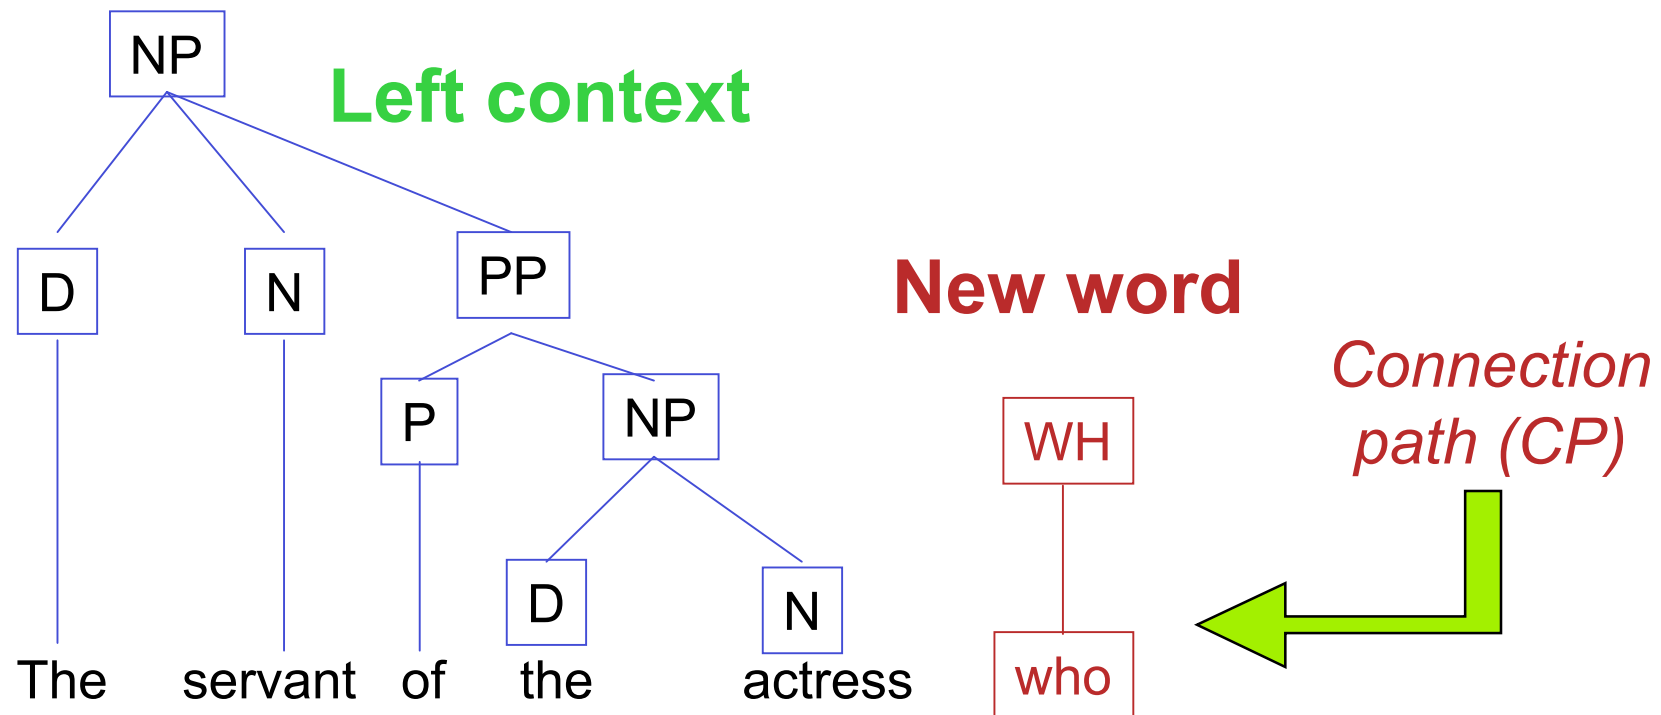 NP
Left context
D N PP
New word
Connection
path (CP)
P NP
WH
D N
The servant of the actress who